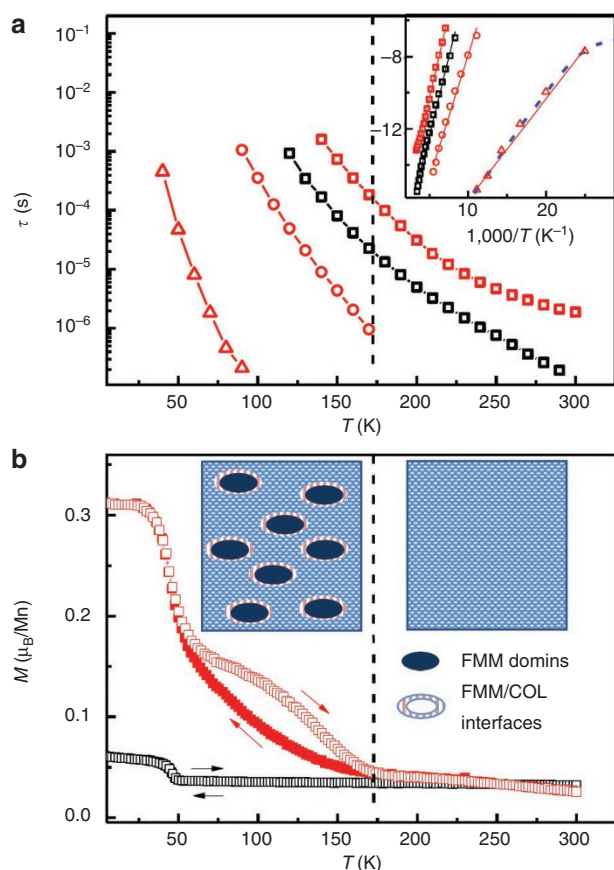 a
10⁻¹
10⁻²
10⁻³
10⁻⁴
10⁻⁵
10⁻⁶
τ (s)
50 100 150 200 250 300
T (K)
−8
−12
10 20
1,000/T (K⁻¹)
b
0.3
0.2
0.1
0.0
M (μB/Mn)
FMM domins
FMM/COL
interfaces
50 100 150 200 250 300
T (K)